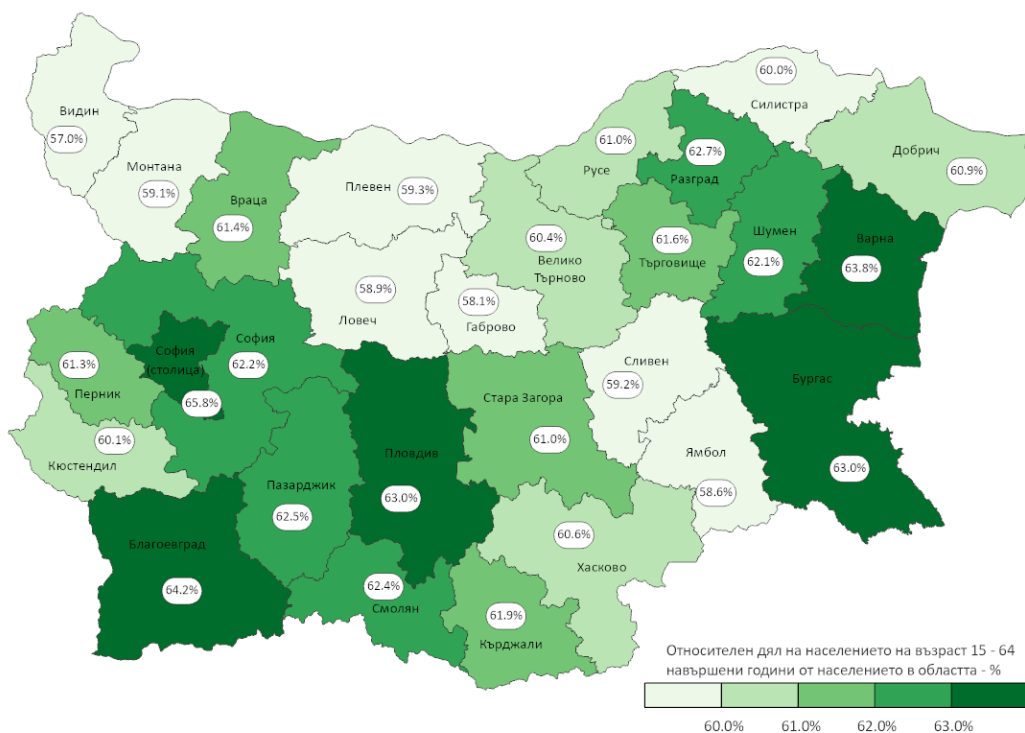 60.0%
Силистра
Видин
57.0%
Монтана
59.1%
Враца
61.4%
Плевен
59.3%
61.0%
Русе
62.7%
Разград
Добрич
60.9%
60.4%
Велико
Търново
61.6%
Търговище
Шумен
62.1%
Варна
63.8%
58.9%
Ловеч
58.1%
Габрово
София
(столица)
65.8%
София
62.2%
61.3%
Перник
60.1%
Кюстендил
Сливен
59.2%
Бургас
63.0%
Стара Загора
61.0%
Ямбол
58.6%
Пловдив
63.0%
Пазарджик
62.5%
Благоевград
64.2%
62.4%
Смолян
60.6%
Хасково
61.9%
Кърджали
Относителен дял на населението на възраст 15 - 64
навършени години от населението в областта - %
60.0% 61.0% 62.0% 63.0%